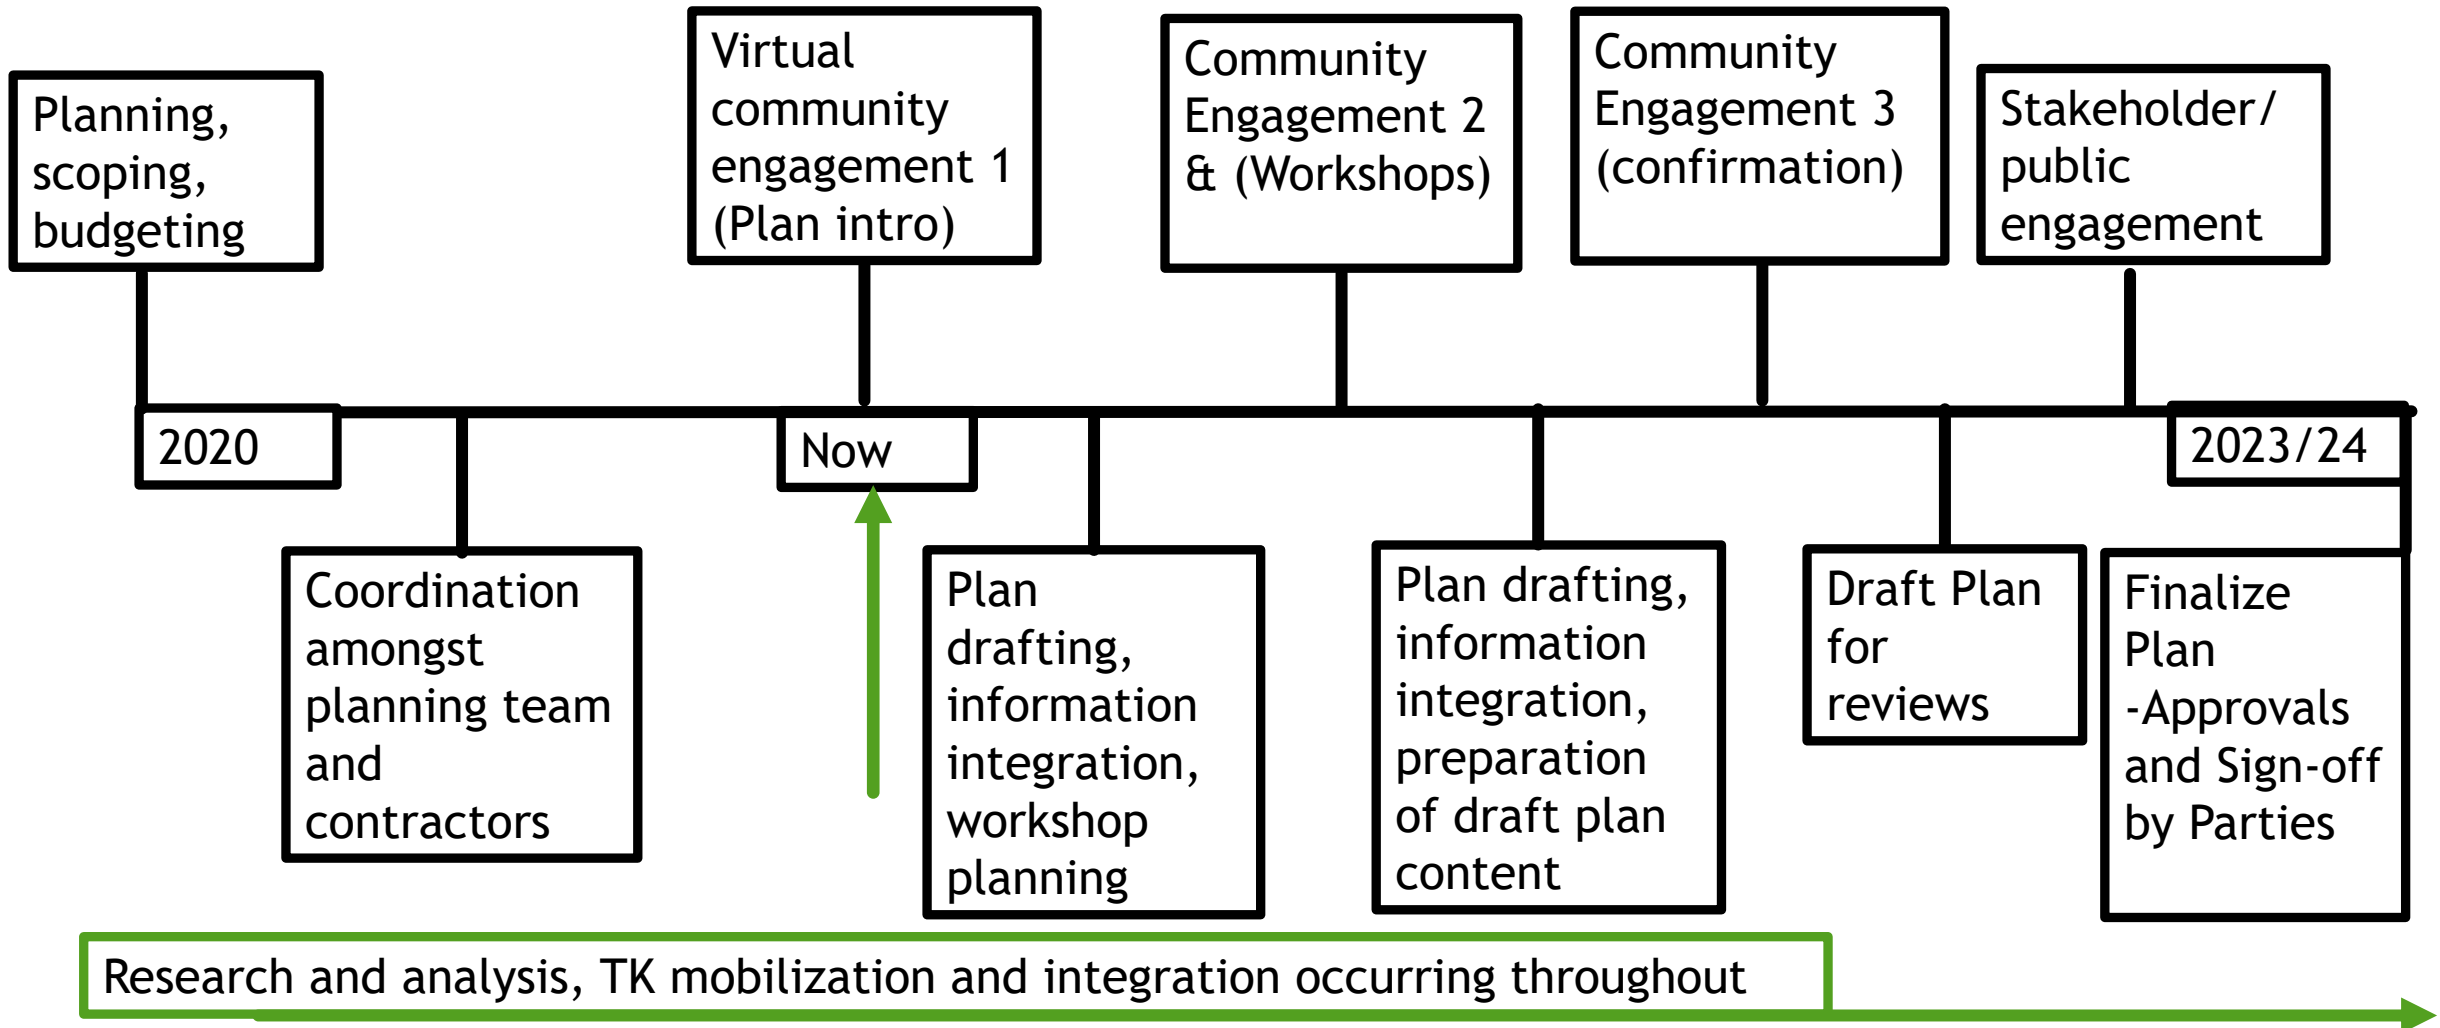 Planning,
scoping,
budgeting
Virtual
community
engagement 1
(Plan intro)
Community
Engagement 2
& (Workshops)
Community
Engagement 3
(confirmation)
Stakeholder/
public
engagement
2020
Now
2023/24
Coordination
amongst
planning team
and
contractors
Plan
drafting,
information
integration,
workshop
planning
Plan drafting,
information
integration,
preparation
of draft plan
content
Draft Plan
for
reviews
Finalize
Plan
-Approvals
and Sign-off
by Parties
Research and analysis, TK mobilization and integration occurring throughout